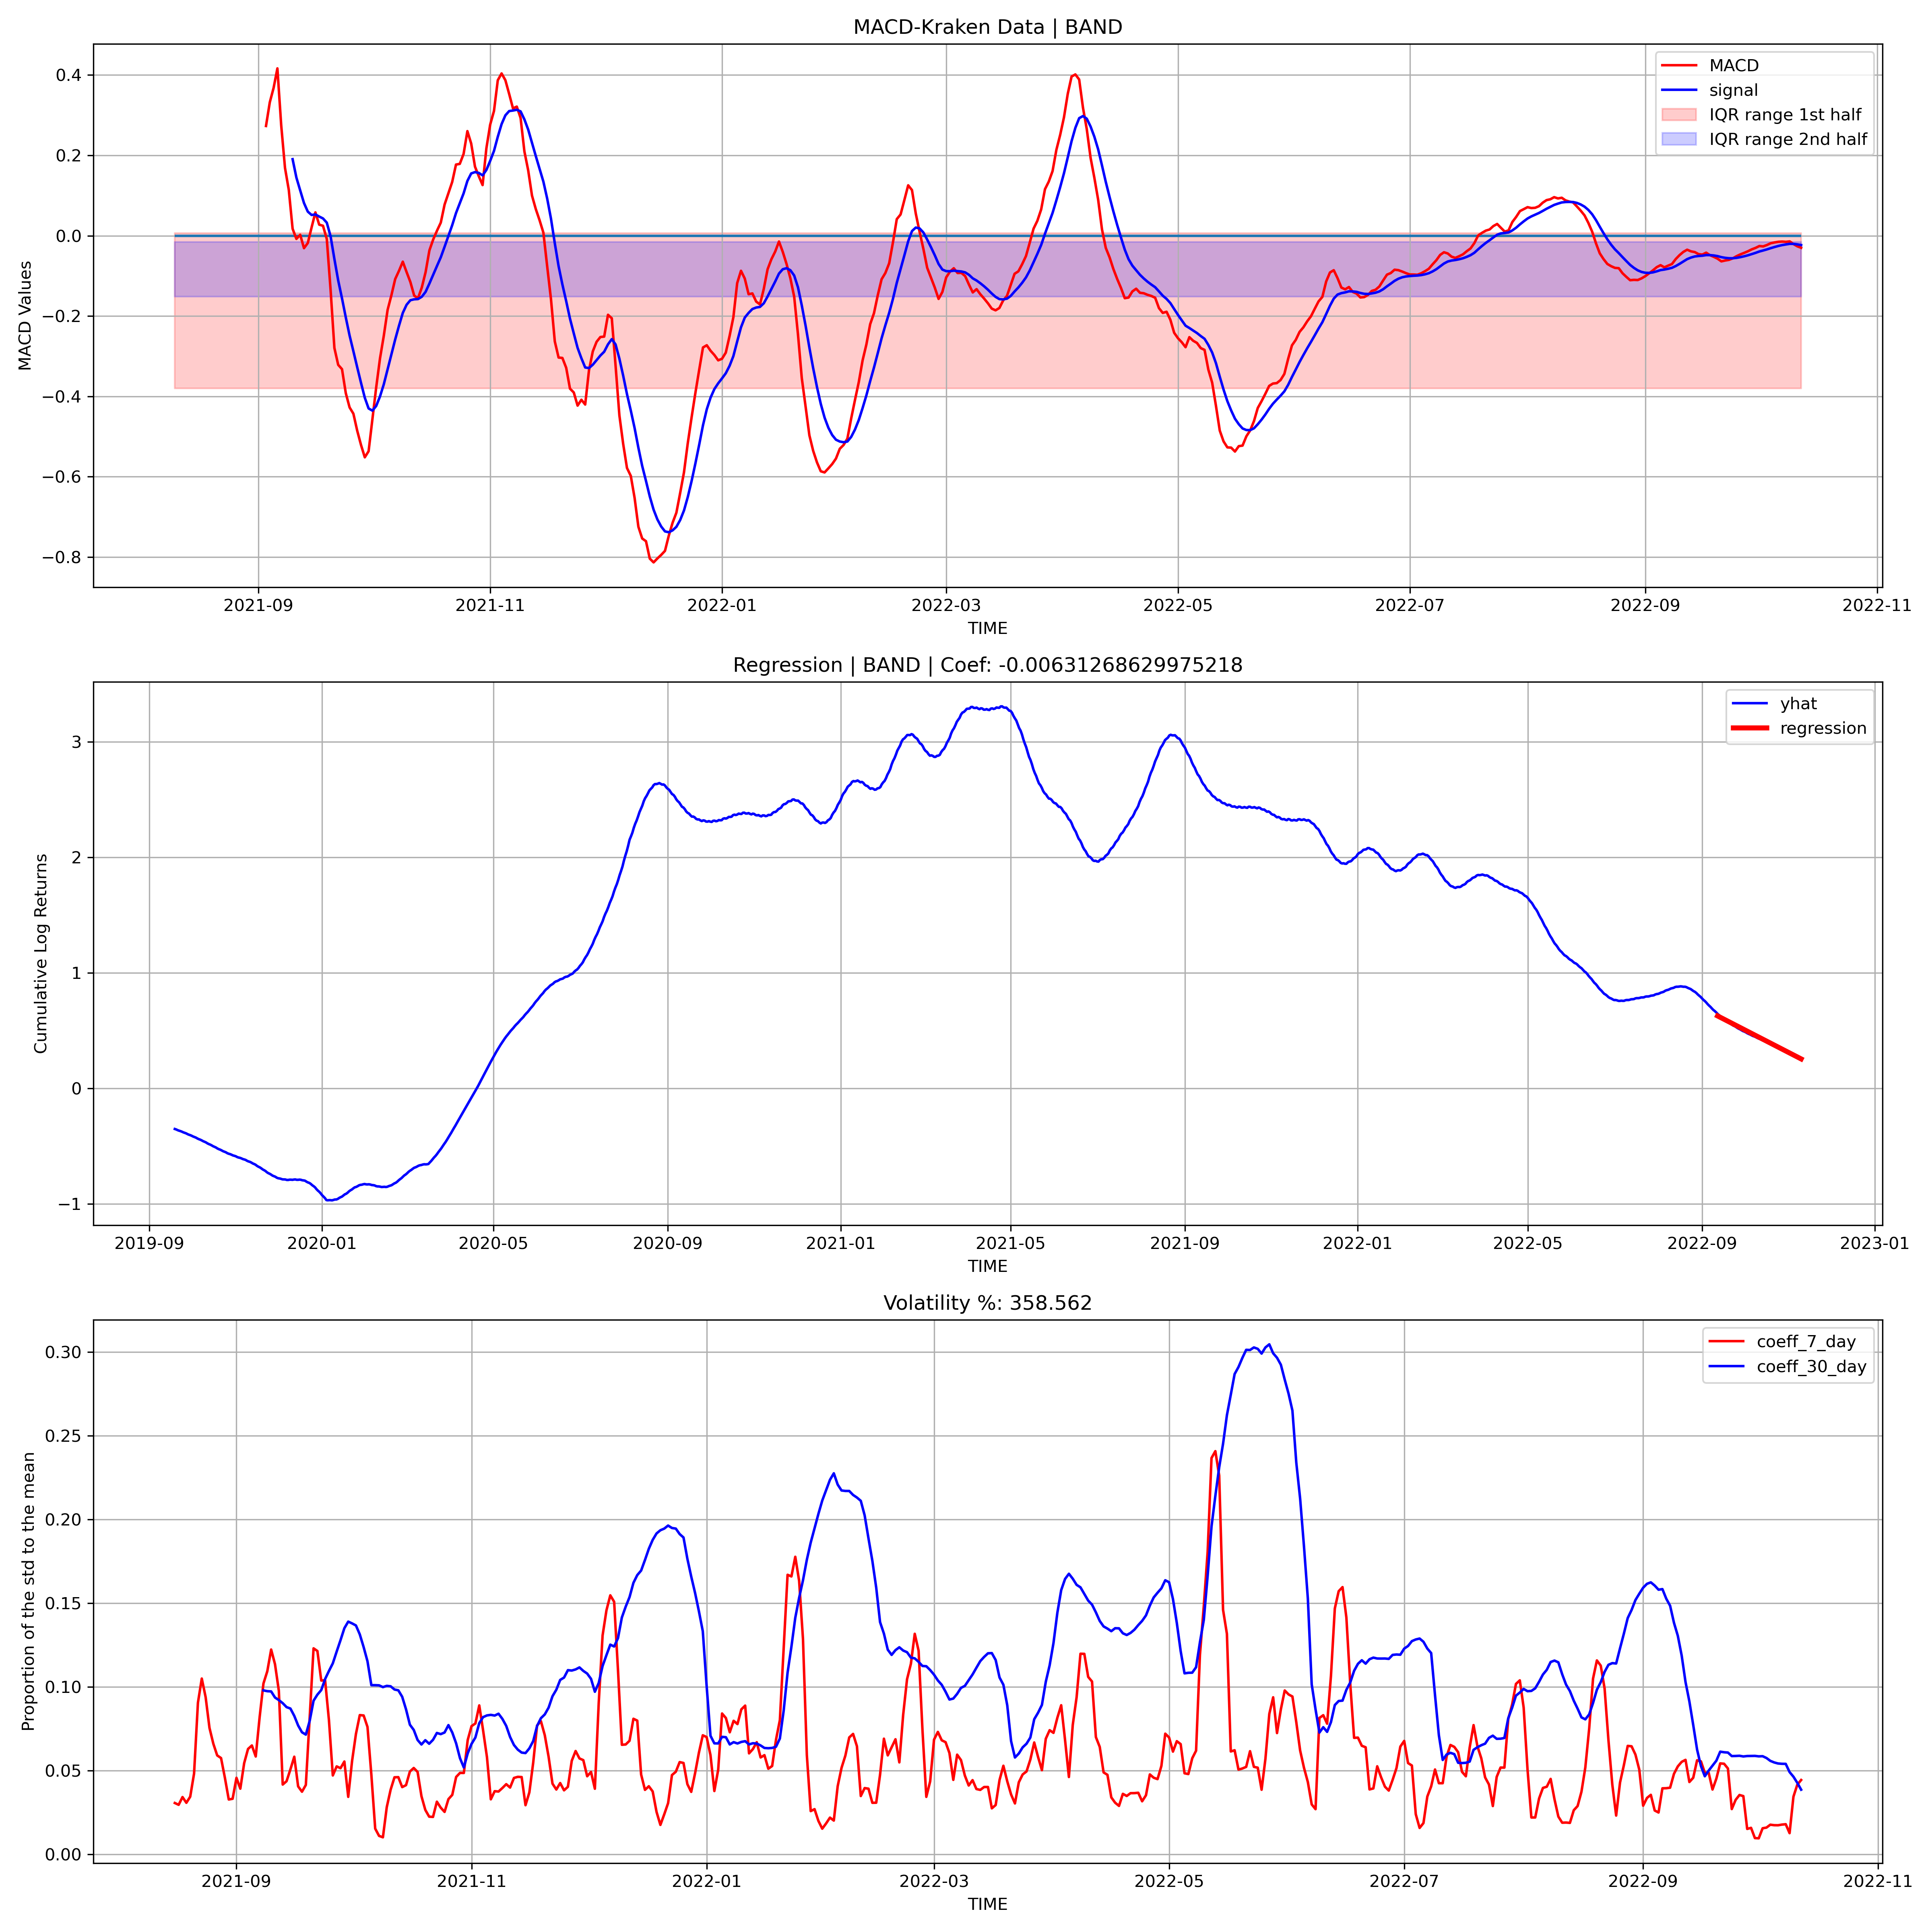 MACD-Kraken Data | BAND
MACD Values
0.4
0.2
0.0
−0.2
−0.4
−0.6
−0.8
MACD
signal
IQR range 1st half
IQR range 2nd half
2021-09 2021-11 2022-01 2022-03 2022-05 2022-07 2022-09 2022-11
TIME
Regression | BAND | Coef: -0.00631268629975218
Cumulative Log Returns
3
2
1
0
−1
yhat
regression
2019-09 2020-01 2020-05 2020-09 2021-01 2021-05 2021-09 2022-01 2022-05 2022-09 2023-01
TIME
Volatility %: 358.562
Proportion of the std to the mean
0.30
0.25
0.20
0.15
0.10
0.05
0.00
coeff_7_day
coeff_30_day
2021-09 2021-11 2022-01 2022-03 2022-05 2022-07 2022-09 2022-11
TIME